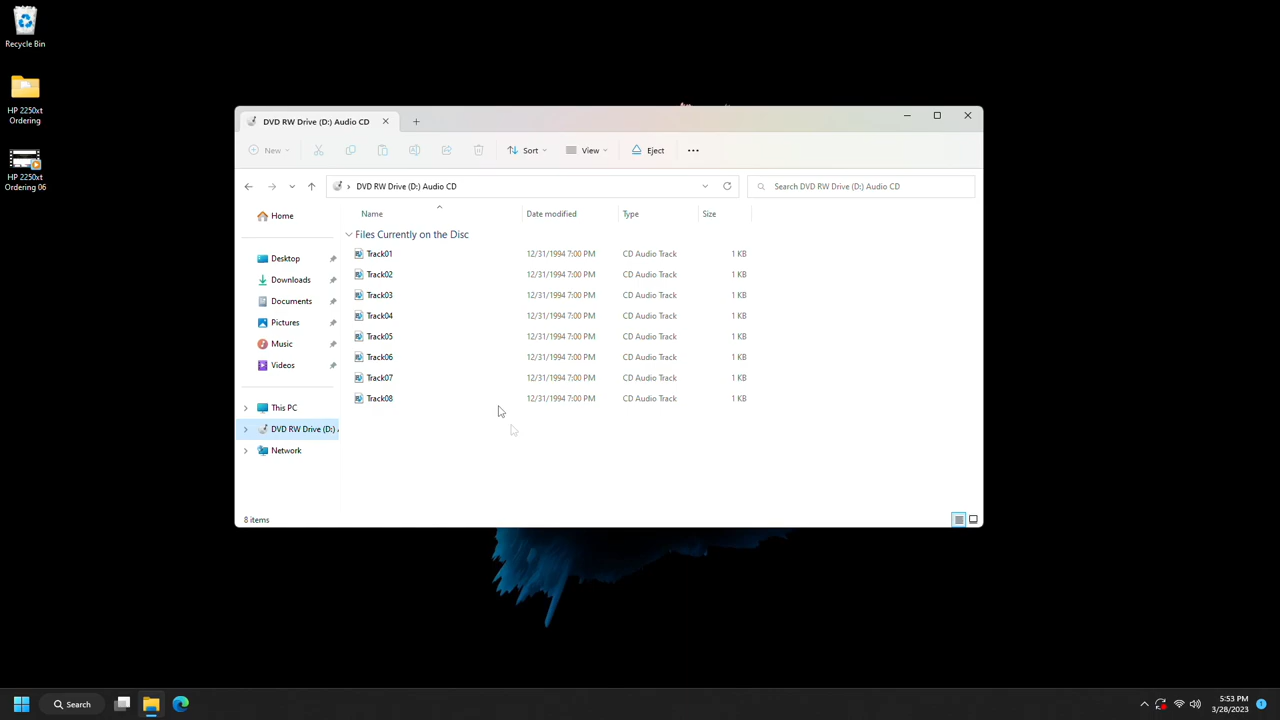 Recycle Bin
HP 2250xt
Ordering
HP 2250xt
Ordering 06
DVD RW Drive (D:) Audio CD
New
Sort
View
Eject
DVD RW Drive (D:) Audio CD
Search DVD RW Drive (D:) Audio CD
Home
Desktop
Downloads
Documents
Pictures
Music
Videos
This PC
DVD RW Drive (D:)
Network
Name Date modified Type Size
Files Currently on the Disc
Track01 12/31/1994 7:00 PM CD Audio Track 1 KB
Track02 12/31/1994 7:00 PM CD Audio Track 1 KB
Track03 12/31/1994 7:00 PM CD Audio Track 1 KB
Track04 12/31/1994 7:00 PM CD Audio Track 1 KB
Track05 12/31/1994 7:00 PM CD Audio Track 1 KB
Track06 12/31/1994 7:00 PM CD Audio Track 1 KB
Track07 12/31/1994 7:00 PM CD Audio Track 1 KB
Track08 12/31/1994 7:00 PM CD Audio Track 1 KB
8 items
Search
5:53 PM
3/28/2023
1